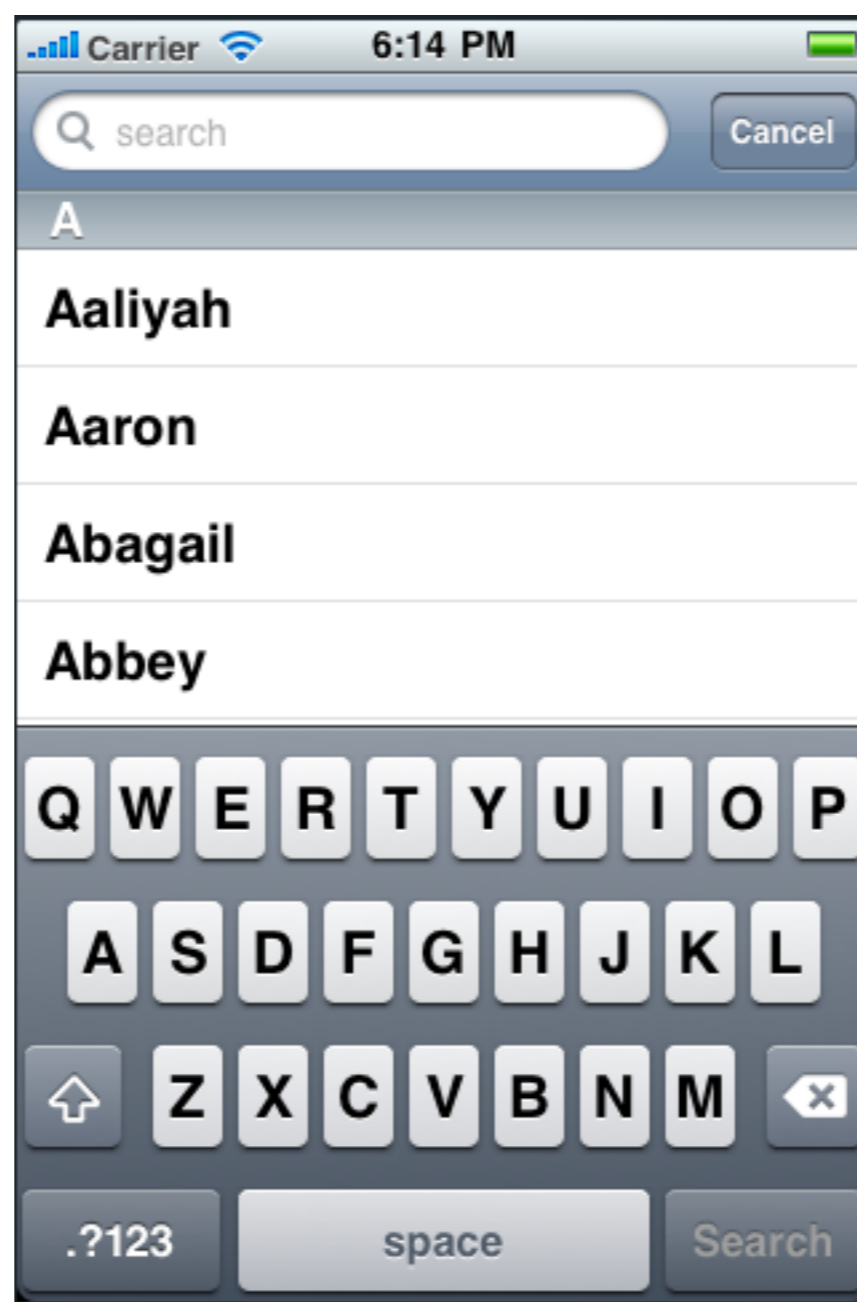 Carrier 6:14 PM
search Cancel
A
Aaliyah
Aaron
Abagail
Abbey
Q W E R T Y U I O P
A S D F G H J K L
Z X C V B N M
.?123 space Search